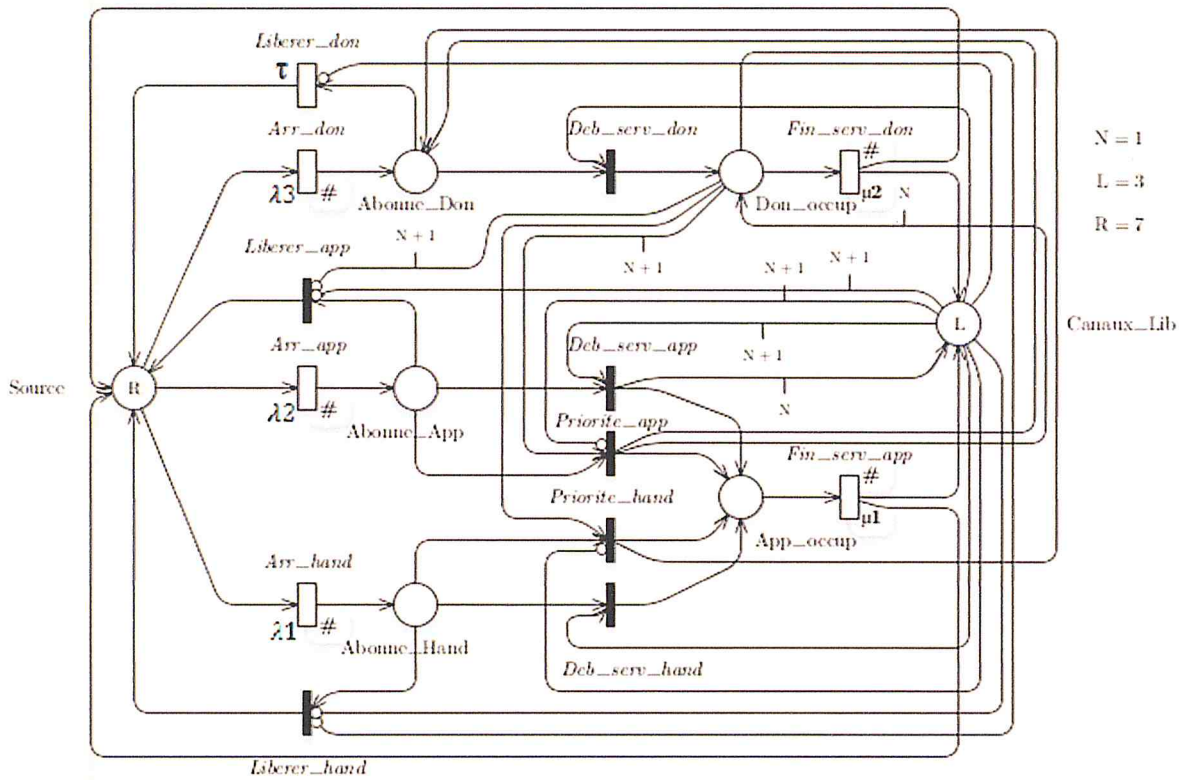 Liberer_don
τ
Arr_don
λ3 #
Abonne_Don
Deb_serv_don
Fin_serv_don
#
Don_occup
μ2
N
N = 1
L = 3
R = 7
Liberer_app
N + 1
N + 1
N + 1
N + 1
L
Canaux_Lib
Arr_app
Deb_serv_app
N + 1
N
Source
R
λ2 #
Abonne_App
Priorite_app
Fin_serv_app
#
μ1
Priorite_hand
App_occup
Arr_hand
λ1 #
Abonne_Hand
Deb_serv_hand
Liberer_hand